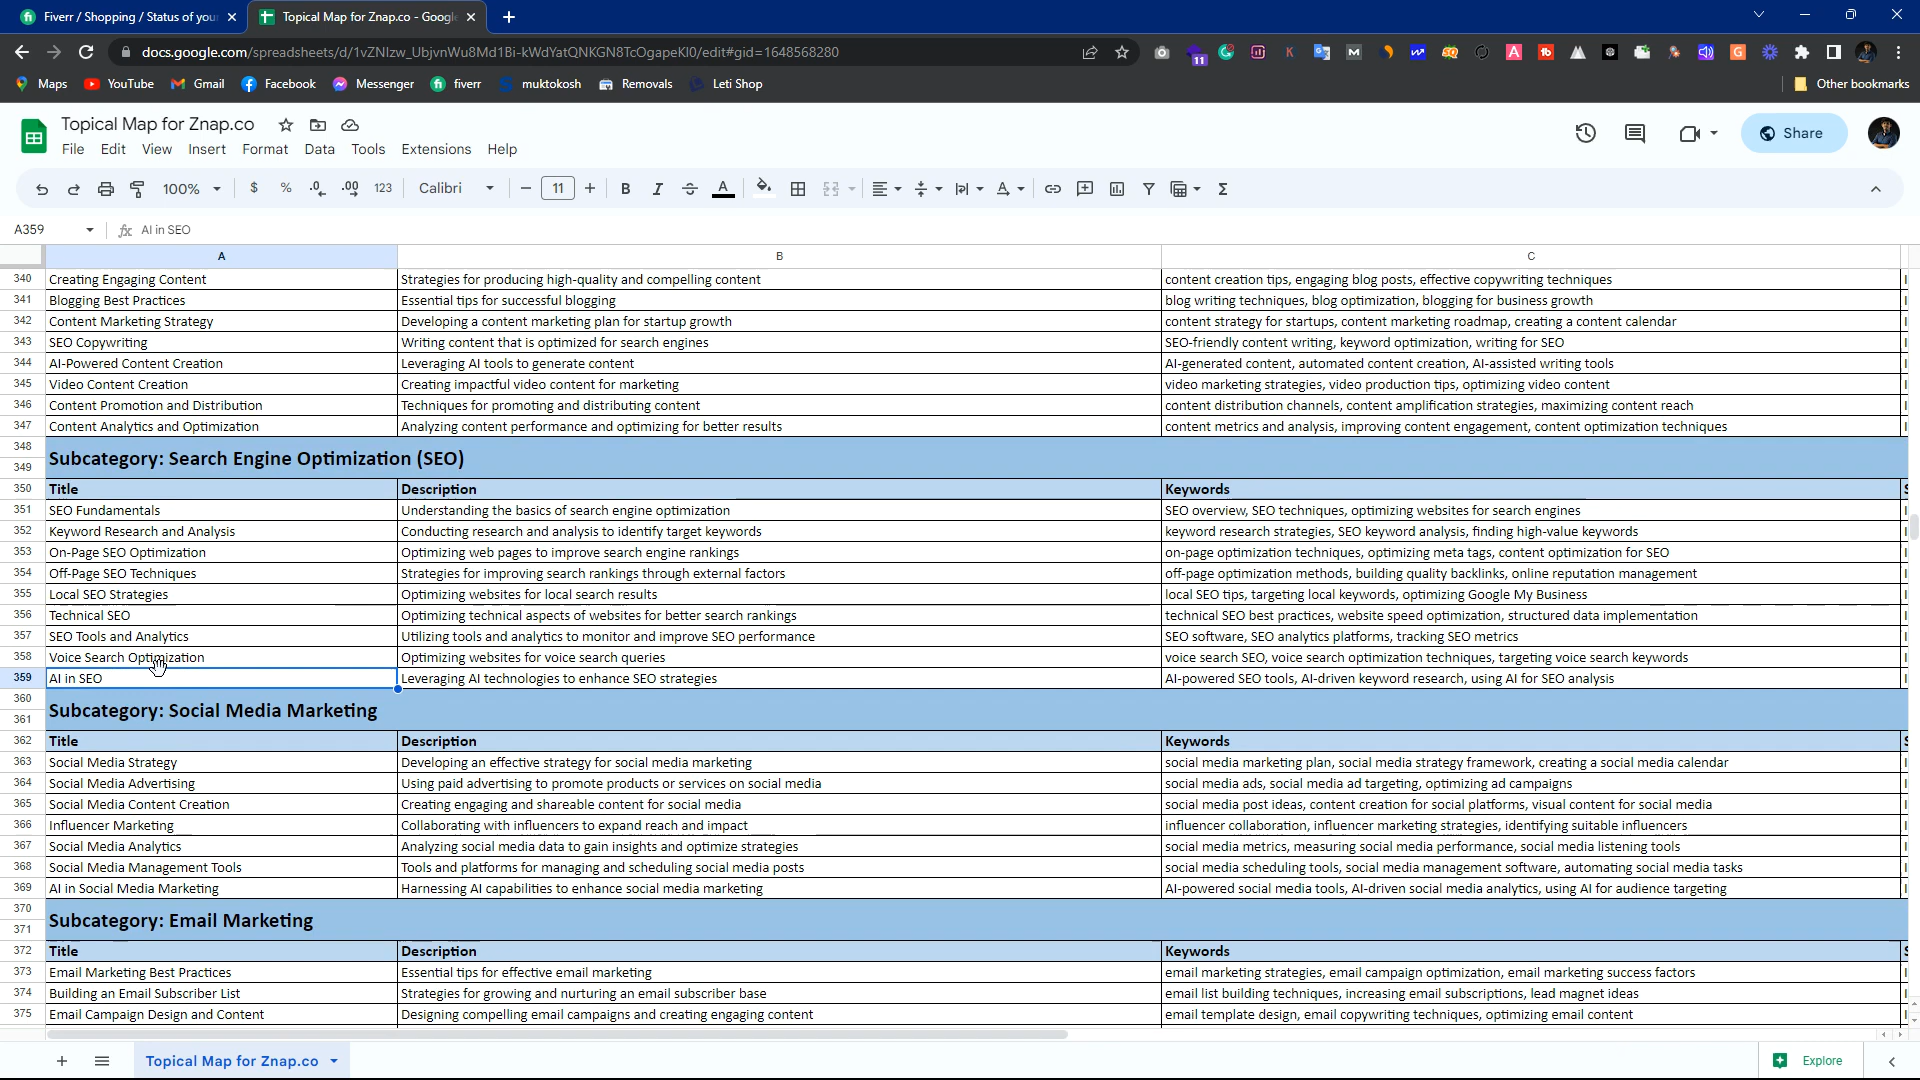 Fiverr / Shopping / Status of you
Topical Map for Znap.co - Google
docs.google.com/spreadsheets/d/1vZNIzw_UbjvnWu8Md1Bi-kWdYatQNKGN8TcOgapeKI0/edit#gid=1648568280
Maps YouTube Gmail Facebook Messenger fiverr muktokosh Removals Leti Shop Other bookmarks
Topical Map for Znap.co
File Edit View Insert Format Data Tools Extensions Help
Share
100% $ % .0 .00 123 Calibri 11 B I A
A359 fx AI in SEO
A B C
340 Creating Engaging Content Strategies for producing high-quality and compelling content content creation tips, engaging blog posts, effective copywriting techniques
341 Blogging Best Practices Essential tips for successful blogging blog writing techniques, blog optimization, blogging for business growth
342 Content Marketing Strategy Developing a content marketing plan for startup growth content strategy for startups, content marketing roadmap, creating a content calendar
343 SEO Copywriting Writing content that is optimized for search engines SEO-friendly content writing, keyword optimization, writing for SEO
344 AI-Powered Content Creation Leveraging AI tools to generate content AI-generated content, automated content creation, AI-assisted writing tools
345 Video Content Creation Creating impactful video content for marketing video marketing strategies, video production tips, optimizing video content
346 Content Promotion and Distribution Techniques for promoting and distributing content content distribution channels, content amplification strategies, maximizing content reach
347 Content Analytics and Optimization Analyzing content performance and optimizing for better results content metrics and analysis, improving content engagement, content optimization techniques
348
Subcategory: Search Engine Optimization (SEO)
349
350 Title Description Keywords
351 SEO Fundamentals Understanding the basics of search engine optimization SEO overview, SEO techniques, optimizing websites for search engines
352 Keyword Research and Analysis Conducting research and analysis to identify target keywords keyword research strategies, SEO keyword analysis, finding high-value keywords
353 On-Page SEO Optimization Optimizing web pages to improve search engine rankings on-page optimization techniques, optimizing meta tags, content optimization for SEO
354 Off-Page SEO Techniques Strategies for improving search rankings through external factors off-page optimization methods, building quality backlinks, online reputation management
355 Local SEO Strategies Optimizing websites for local search results local SEO tips, targeting local keywords, optimizing Google My Business
356 Technical SEO Optimizing technical aspects of websites for better search rankings technical SEO best practices, website speed optimization, structured data implementation
357 SEO Tools and Analytics Utilizing tools and analytics to monitor and improve SEO performance SEO software, SEO analytics platforms, tracking SEO metrics
358 Voice Search Optimization Optimizing websites for voice search queries voice search SEO, voice search optimization techniques, targeting voice search keywords
359 AI in SEO Leveraging AI technologies to enhance SEO strategies AI-powered SEO tools, AI-driven keyword research, using AI for SEO analysis
360
Subcategory: Social Media Marketing
361
362 Title Description Keywords
363 Social Media Strategy Developing an effective strategy for social media marketing social media marketing plan, social media strategy framework, creating a social media calendar
364 Social Media Advertising Using paid advertising to promote products or services on social media social media ads, social media ad targeting, optimizing ad campaigns
365 Social Media Content Creation Creating engaging and shareable content for social media social media post ideas, content creation for social platforms, visual content for social media
366 Influencer Marketing Collaborating with influencers to expand reach and impact influencer collaboration, influencer marketing strategies, identifying suitable influencers
367 Social Media Analytics Analyzing social media data to gain insights and optimize strategies social media metrics, measuring social media performance, social media listening tools
368 Social Media Management Tools Tools and platforms for managing and scheduling social media posts social media scheduling tools, social media management software, automating social media tasks
369 AI in Social Media Marketing Harnessing AI capabilities to enhance social media marketing AI-powered social media tools, AI-driven social media analytics, using AI for audience targeting
370
Subcategory: Email Marketing
371
372 Title Description Keywords
373 Email Marketing Best Practices Essential tips for effective email marketing email marketing strategies, email campaign optimization, email marketing success factors
374 Building an Email Subscriber List Strategies for growing and nurturing an email subscriber base email list building techniques, increasing email subscriptions, lead magnet ideas
375 Email Campaign Design and Content Designing compelling email campaigns and creating engaging content email template design, email copywriting techniques, optimizing email content
Topical Map for Znap.co Explore